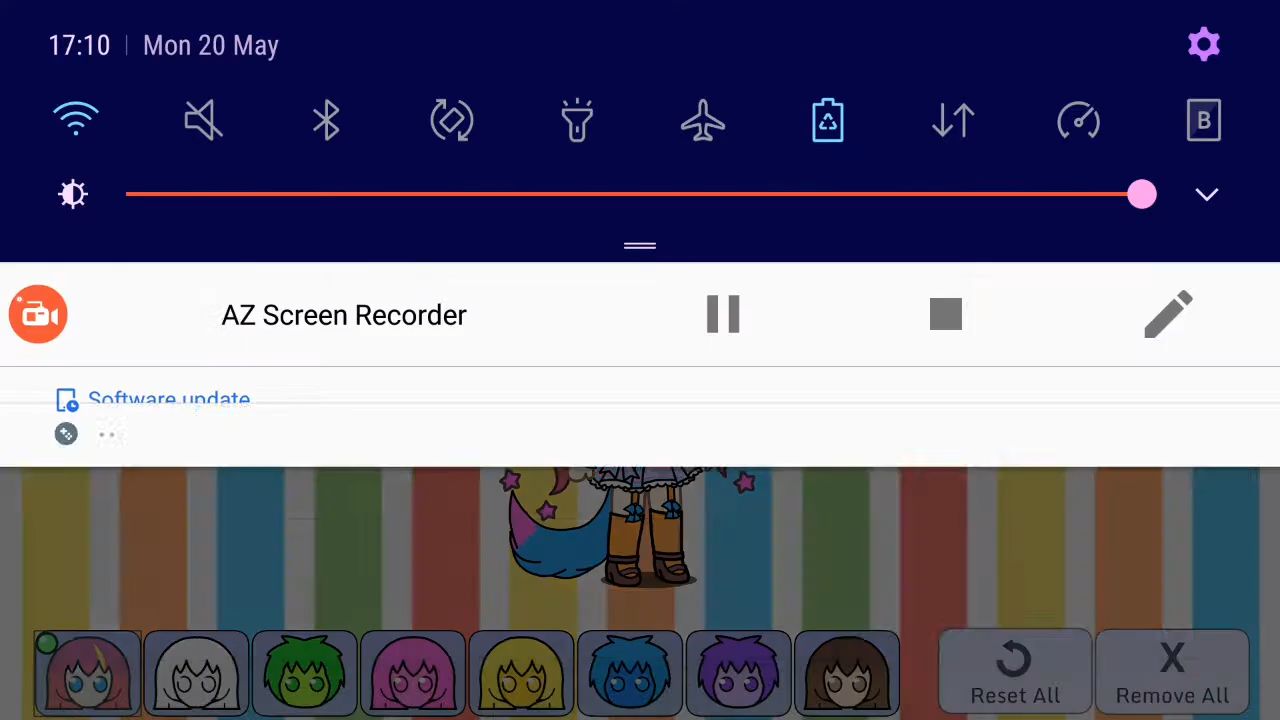 17:10 | Mon 20 May
B
AZ Screen Recorder
Software update
Reset All
X
Remove All